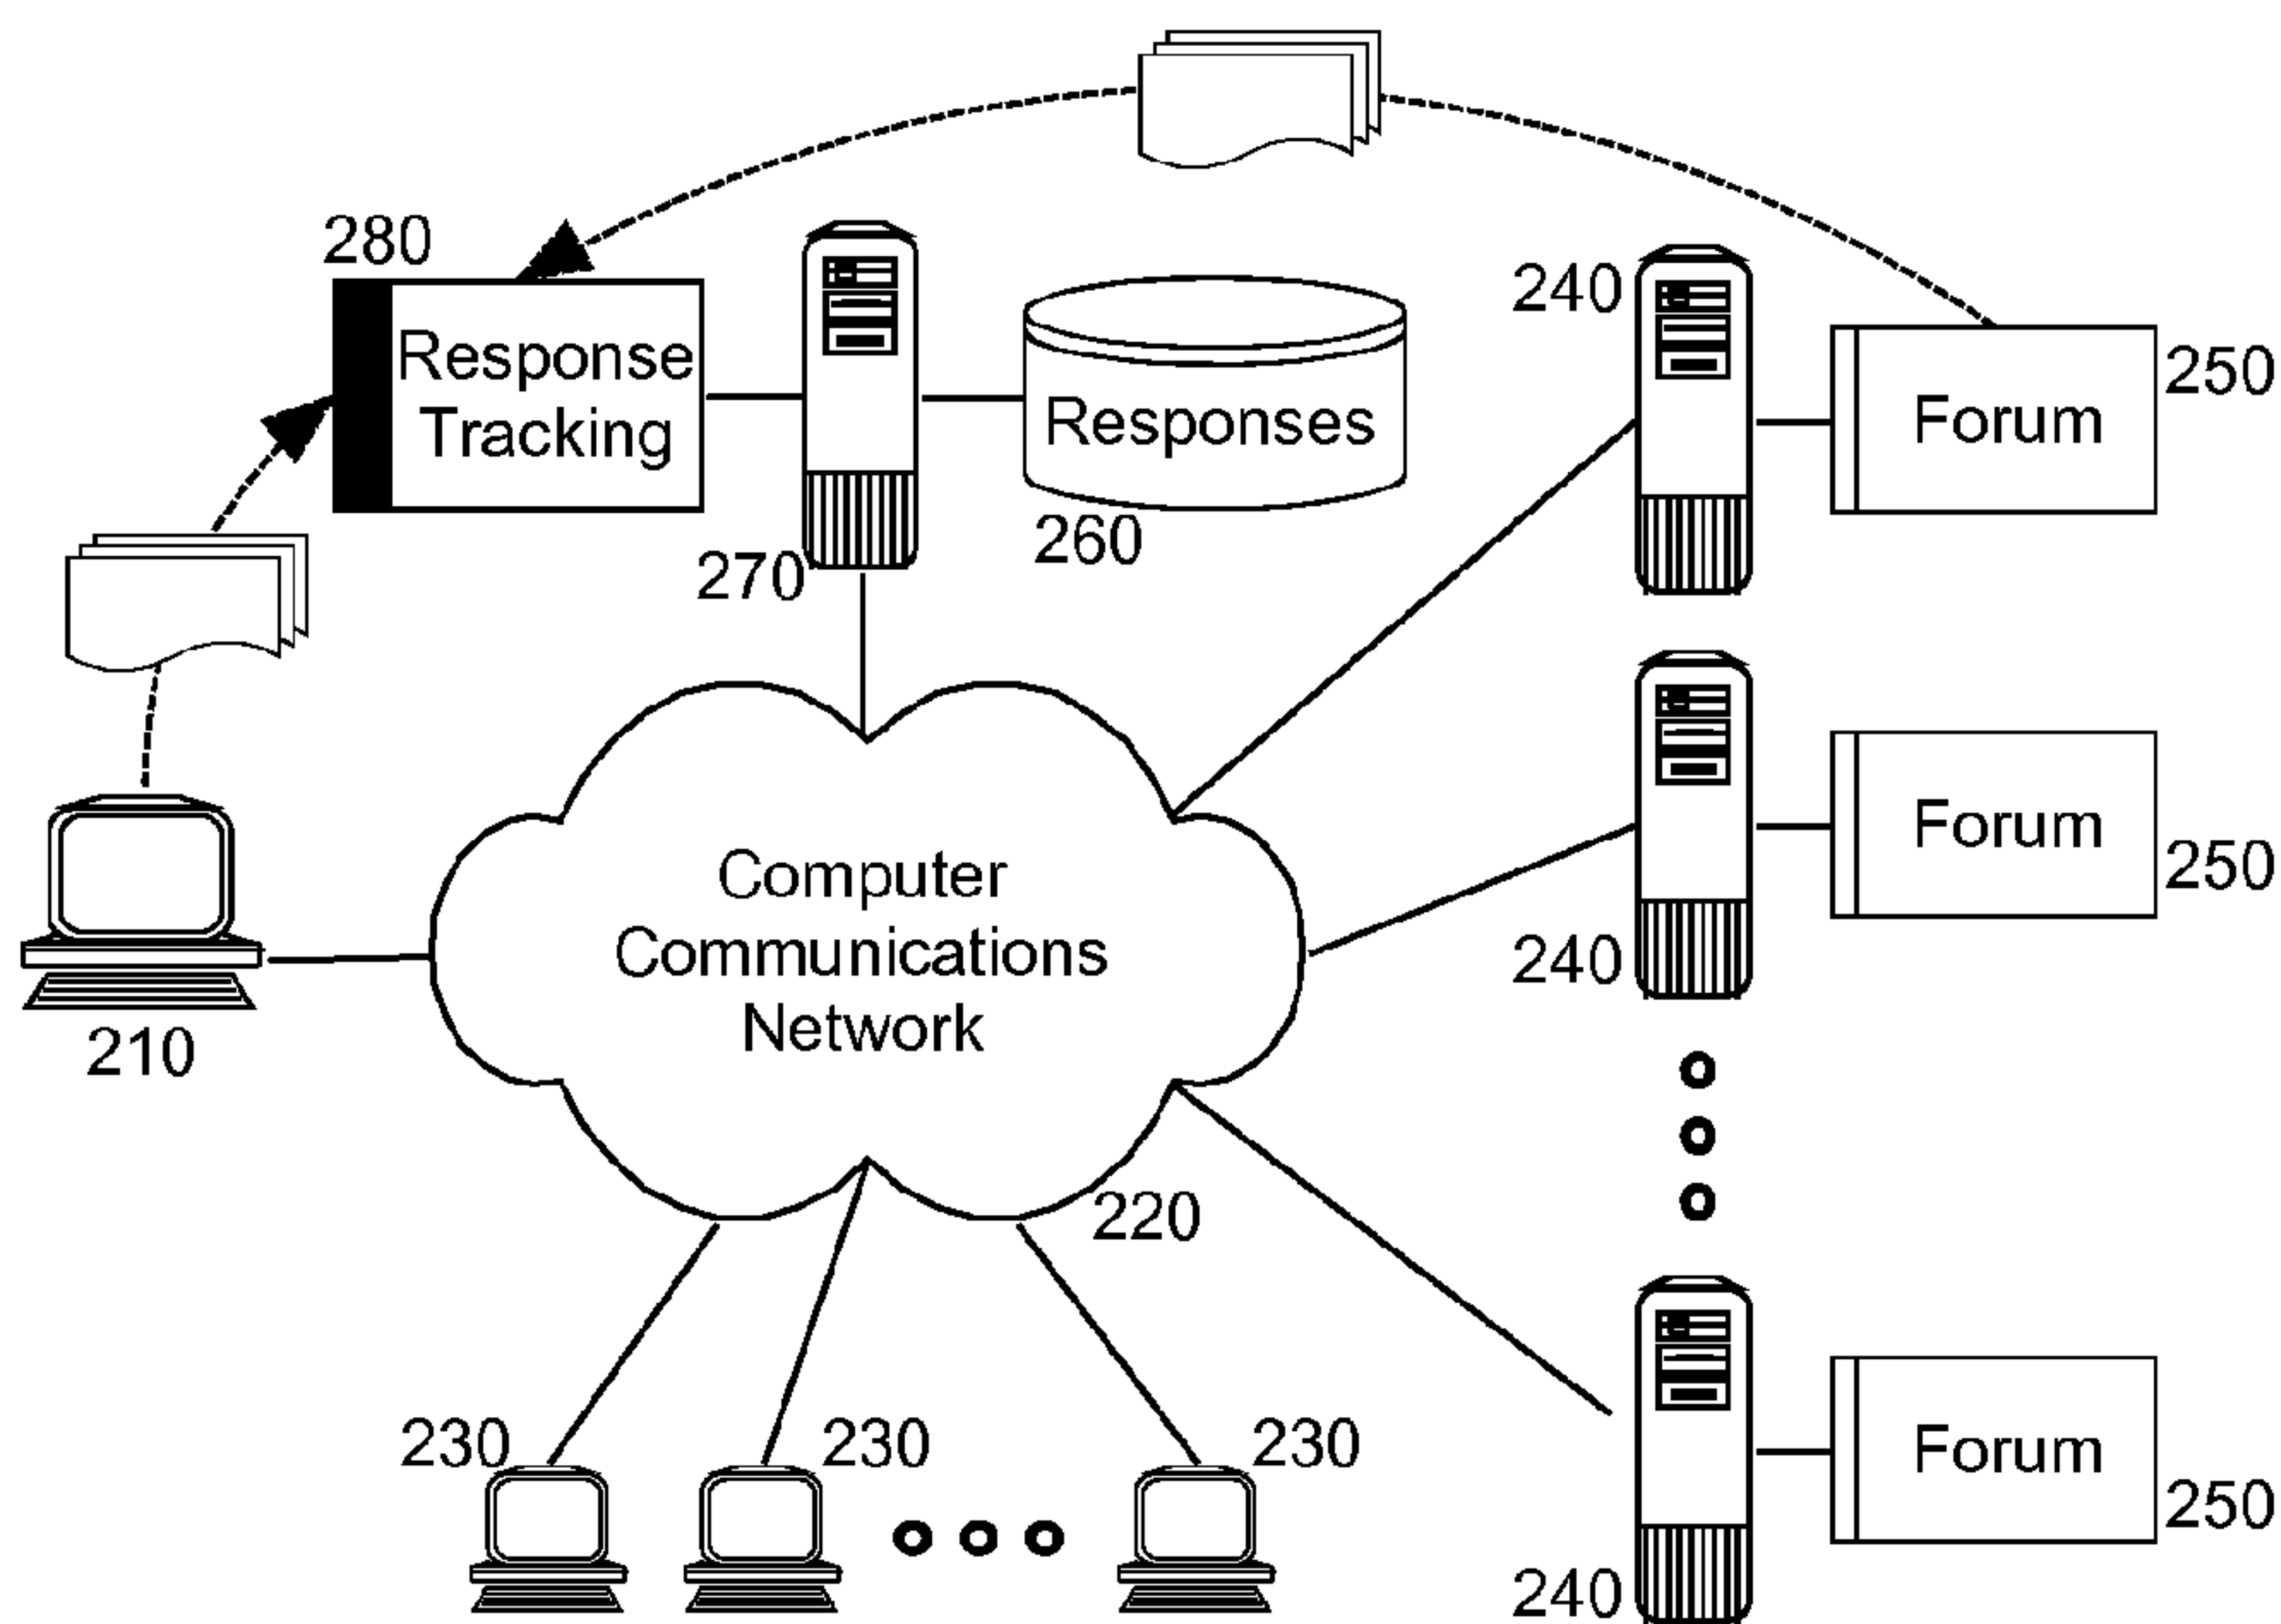 280
Response
Tracking
270
Responses
260
240
Forum
250
Computer
Communications
Network
220
210
Forum
250
240
230
230
230
Forum
250
240